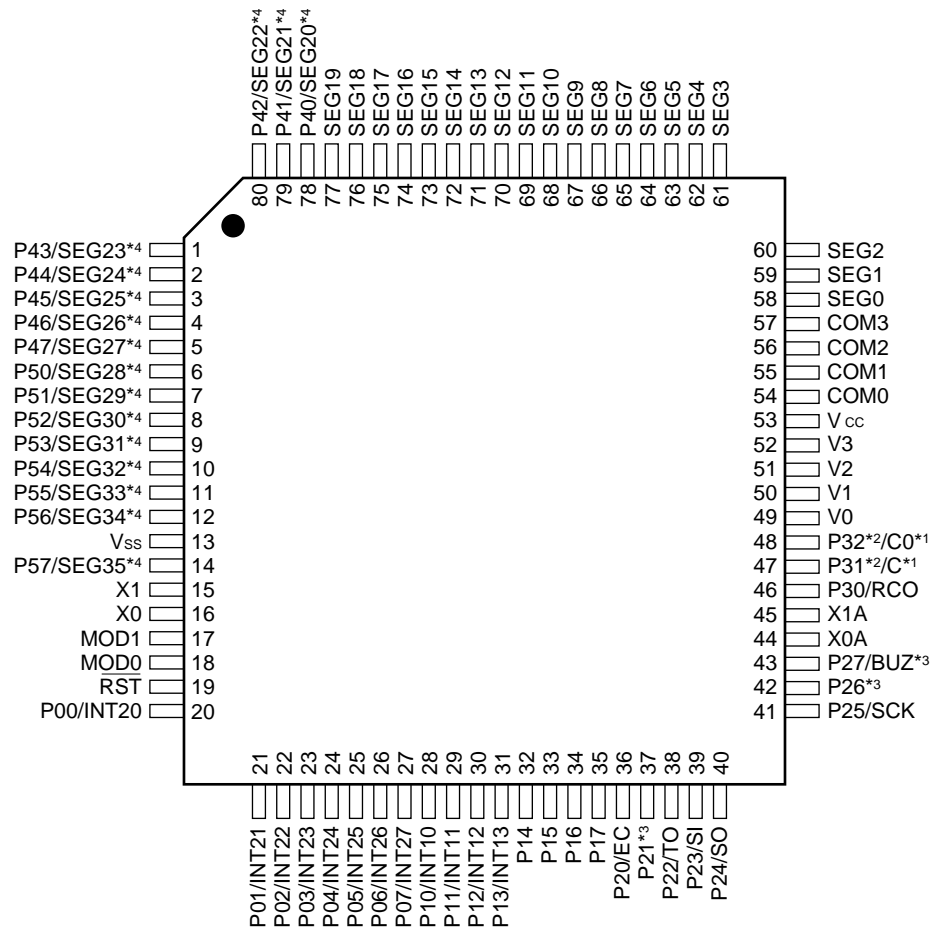 P42/SEG22*4
P41/SEG21*4
P40/SEG20*4
SEG19
SEG18
SEG17
SEG16
SEG15
SEG14
SEG13
SEG12
SEG11
SEG10
SEG9
SEG8
SEG7
SEG6
SEG5
SEG4
SEG3
80
79
78
77
76
75
74
73
72
71
70
69
68
67
66
65
64
63
62
61
P43/SEG23*4 1
P44/SEG24*4 2
P45/SEG25*4 3
P46/SEG26*4 4
P47/SEG27*4 5
P50/SEG28*4 6
P51/SEG29*4 7
P52/SEG30*4 8
P53/SEG31*4 9
P54/SEG32*4 10
P55/SEG33*4 11
P56/SEG34*4 12
VSS 13
P57/SEG35*4 14
X1 15
X0 16
MOD1 17
MOD0 18
RST 19
P00/INT20 20
60 SEG2
59 SEG1
58 SEG0
57 COM3
56 COM2
55 COM1
54 COM0
53 VCC
52 V3
51 V2
50 V1
49 V0
48 P32*2/C0*1
47 P31*2/C*1
46 P30/RCO
45 X1A
44 X0A
43 P27/BUZ*3
42 P26*3
41 P25/SCK
21
22
23
24
25
26
27
28
29
30
31
32
33
34
35
36
37
38
39
40
P01/INT21
P02/INT22
P03/INT23
P04/INT24
P05/INT25
P06/INT26
P07/INT27
P10/INT10
P11/INT11
P12/INT12
P13/INT13
P14
P15
P16
P17
P20/EC
P21*3
P22/TO
P23/SI
P24/SO